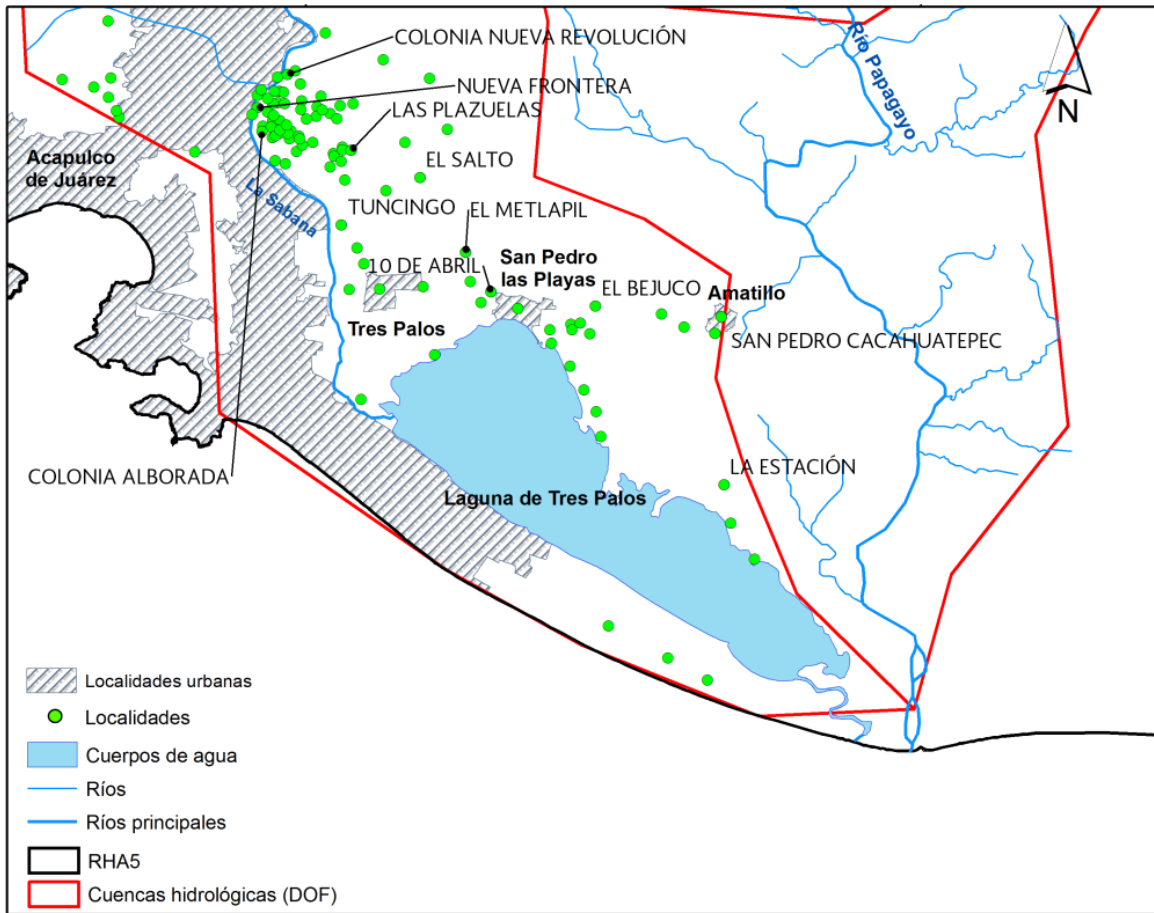 COLONIA NUEVA REVOLUCIÓN
Río Papagayo
N
NUEVA FRONTERA
LAS PLAZUELAS
Acapulco
de Juárez
EL SALTO
La Sabana
TUNCINGO
EL METLAPIL
10 DE ABRIL
San Pedro
las Playas
EL BEJUCO
Amatillo
Tres Palos
SAN PEDRO CACAHUATEPEC
COLONIA ALBORADA
LA ESTACIÓN
Laguna de Tres Palos
Localidades urbanas
Localidades
Cuerpos de agua
Ríos
Ríos principales
RHA5
Cuencas hidrológicas (DOF)